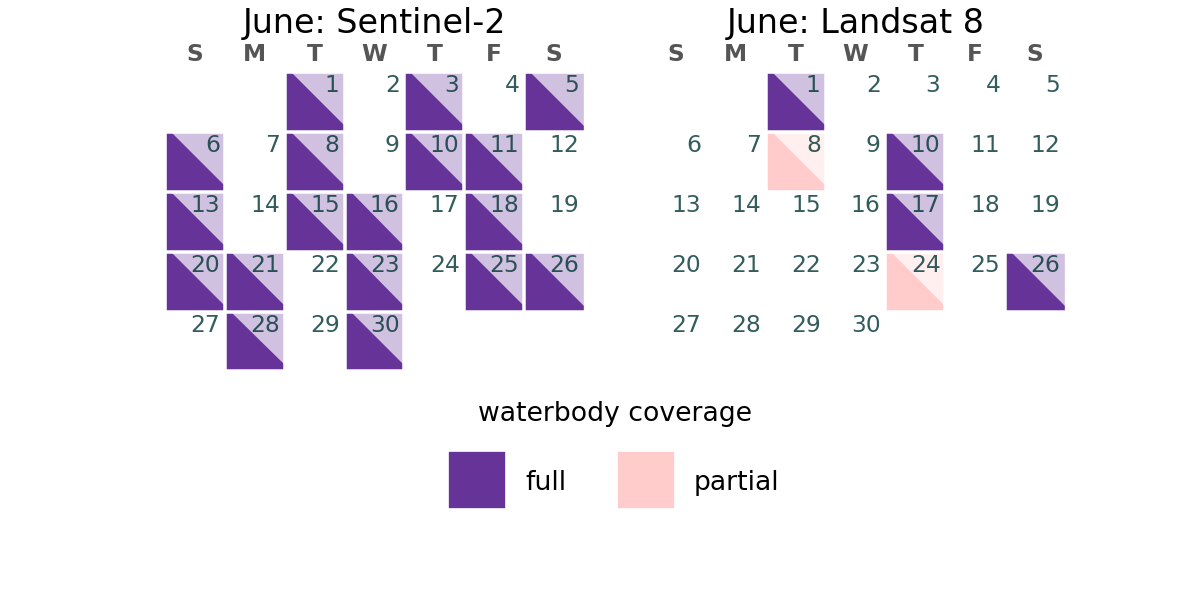 June: Sentinel-2
S M T W T F S
1 2 3 4 5
6 7 8 9 10 11 12
13 14 15 16 17 18 19
20 21 22 23 24 25 26
27 28 29 30
June: Landsat 8
S M T W T F S
1 2 3 4 5
6 7 8 9 10 11 12
13 14 15 16 17 18 19
20 21 22 23 24 25 26
27 28 29 30
waterbody coverage
full partial